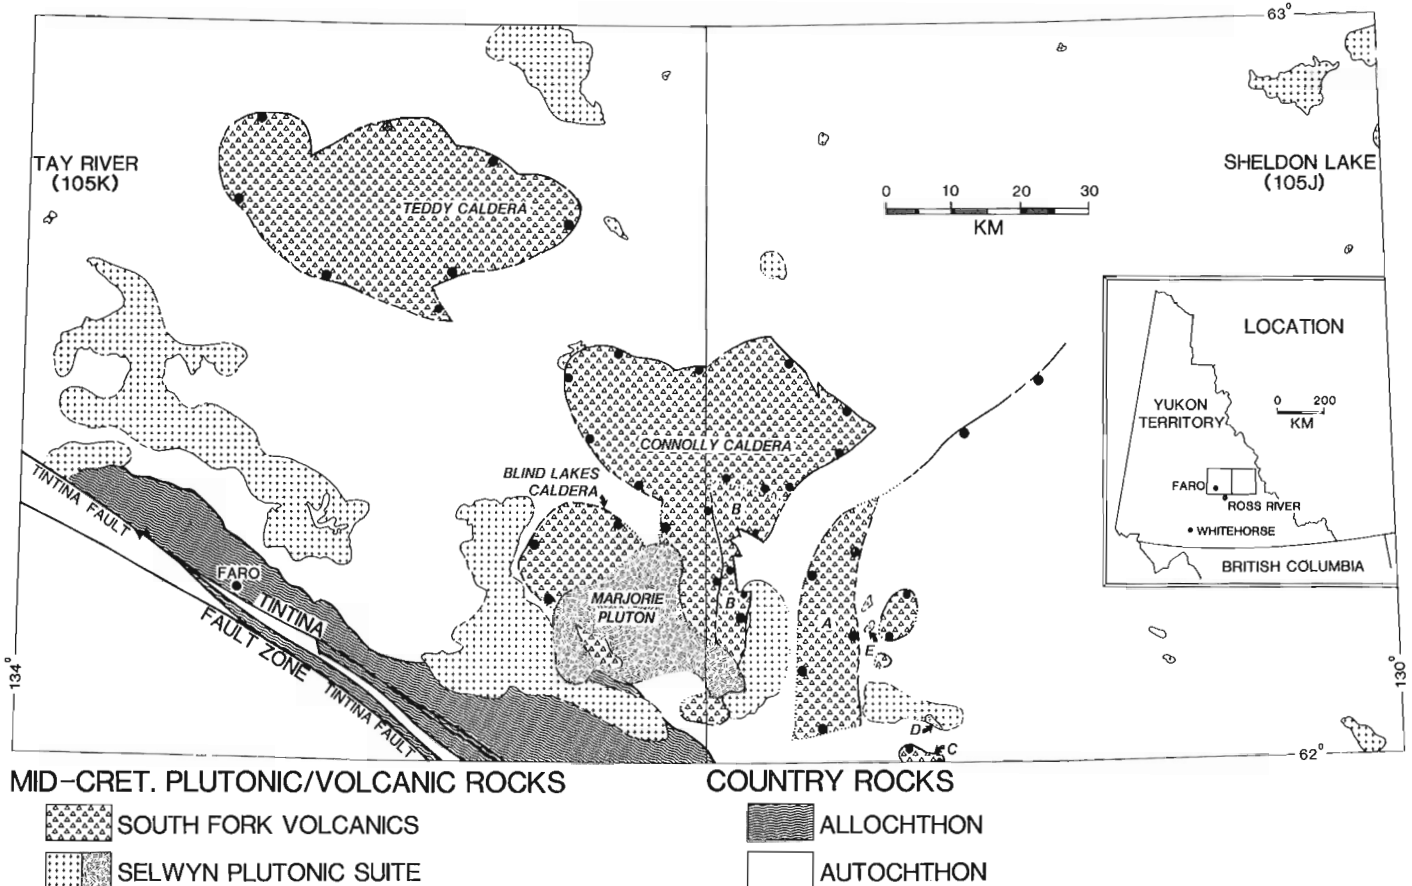 63°
TAY RIVER
(105K)
SHELDON LAKE
(105J)
TEDDY CALDERA
0 10 20 30
KM
LOCATION
YUKON
TERRITORY
0 200
KM
FARO
ROSS RIVER
WHITEHORSE
BRITISH COLUMBIA
CONNOLLY CALDERA
BLIND LAKES
CALDERA
B
TINTINA FAULT
FARO
TINTINA
FAULT ZONE
TINTINA FAULT
MARJORIE
PLUTON
B
A
E
D
C
134°
130°
62°
MID-CRET. PLUTONIC/VOLCANIC ROCKS
SOUTH FORK VOLCANICS
SELWYN PLUTONIC SUITE
COUNTRY ROCKS
ALLOCHTHON
AUTOCHTHON